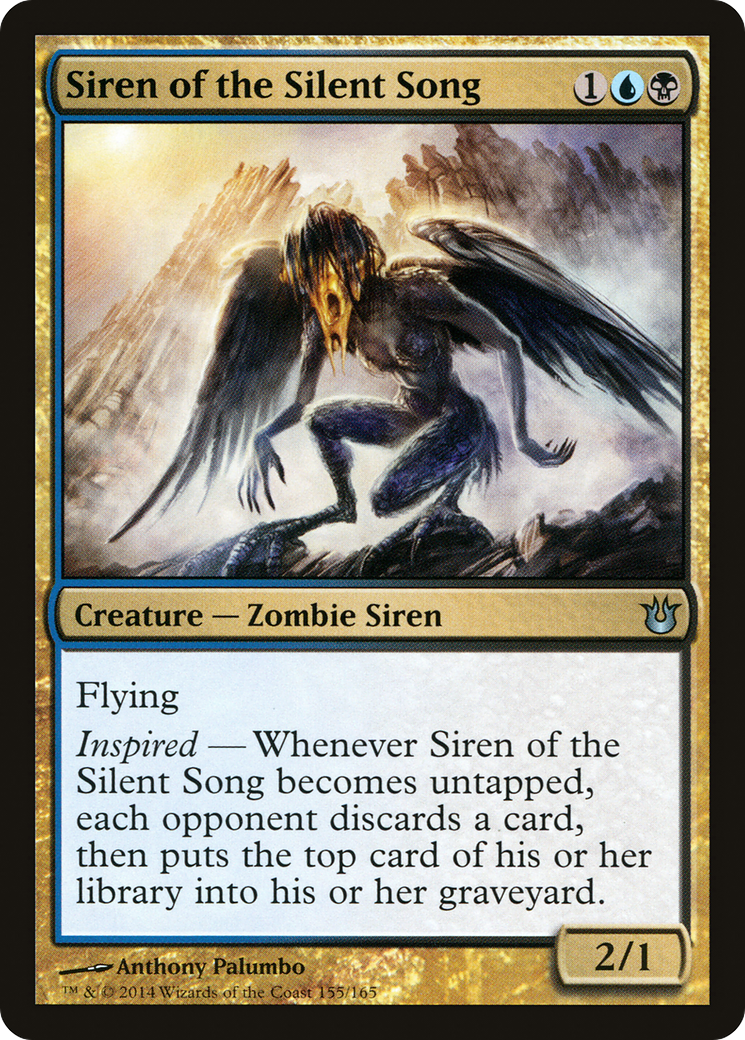 Siren of the Silent Song 1
Creature — Zombie Siren
Flying
Inspired — Whenever Siren of the
Silent Song becomes untapped,
each opponent discards a card,
then puts the top card of his or her
library into his or her graveyard.
2/1
Anthony Palumbo
™ & © 2014 Wizards of the Coast 155/165